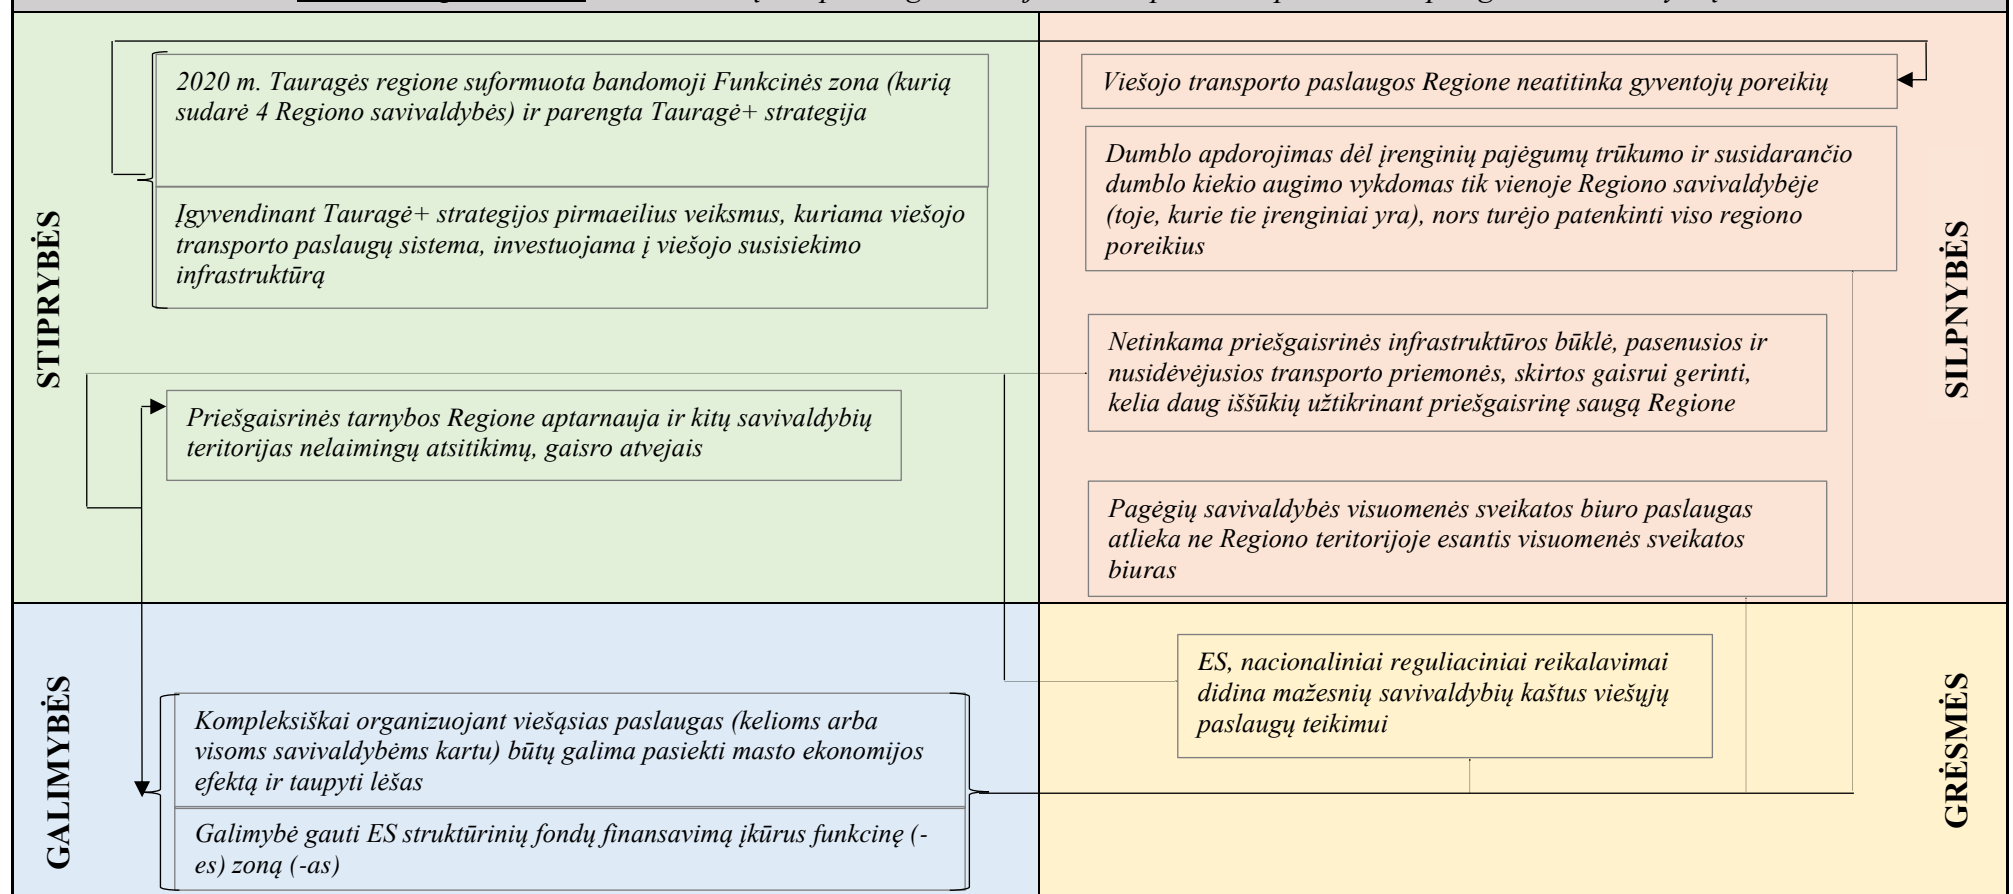 STIPRYBĖS
2020 m. Tauragės regione suformuota bandomoji Funkcinės zona (kurią
sudarė 4 Regiono savivaldybės) ir parengta Tauragė+ strategija
Įgyvendinant Tauragė+ strategijos pirmaeilius veiksmus, kuriama viešojo
transporto paslaugų sistema, investuojama į viešojo susisiekimo
infrastruktūrą
Priešgaisrinės tarnybos Regione aptarnauja ir kitų savivaldybių
teritorijas nelaimingų atsitikimų, gaisro atvejais
SILPNYBĖS
Viešojo transporto paslaugos Regione neatitinka gyventojų poreikių
Dumblo apdorojimas dėl įrenginių pajėgumų trūkumo ir susidarančio
dumblo kiekio augimo vykdomas tik vienoje Regiono savivaldybėje
(toje, kurie tie įrenginiai yra), nors turėjo patenkinti viso regiono
poreikius
Netinkama priešgaisrinės infrastruktūros būklė, pasenusios ir
nusidėvėjusios transporto priemonės, skirtos gaisrui gerinti,
kelia daug iššūkių užtikrinant priešgaisrinę saugą Regione
Pagėgių savivaldybės visuomenės sveikatos biuro paslaugas
atlieka ne Regiono teritorijoje esantis visuomenės sveikatos
biuras
GALIMYBĖS
Kompleksiškai organizuojant viešąsias paslaugas (kelioms arba
visoms savivaldybėms kartu) būtų galima pasiekti masto ekonomijos
efektą ir taupyti lėšas
Galimybė gauti ES struktūrinių fondų finansavimą įkūrus funkcinę (-
es) zoną (-as)
GRĖSMĖS
ES, nacionaliniai reguliaciniai reikalavimai
didina mažesnių savivaldybių kaštus viešųjų
paslaugų teikimui